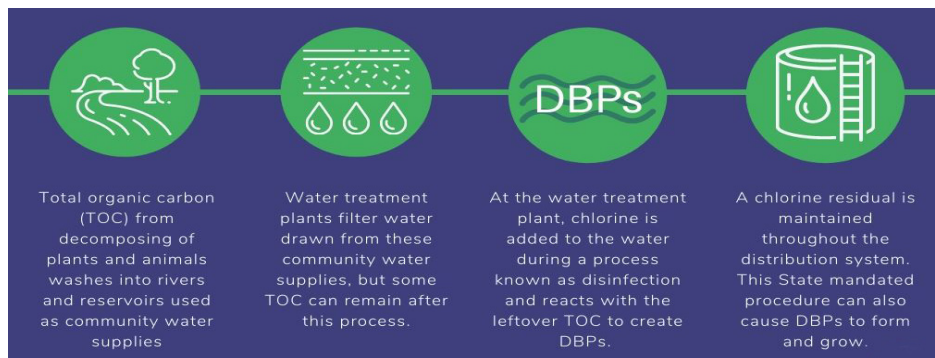 Total organic carbon
(TOC) from
decomposing of
plants and animals
washes into rivers
and reservoirs used
as community water
supplies
Water treatment
plants filter water
drawn from these
community water
supplies, but some
TOC can remain after
this process.
DBPs
At the water treatment
plant, chlorine is
added to the water
during a process
known as disinfection
and reacts with the
leftover TOC to create
DBPs.
A chlorine residual is
maintained
throughout the
distribution system.
This State mandated
procedure can also
cause DBPs to form
and grow.